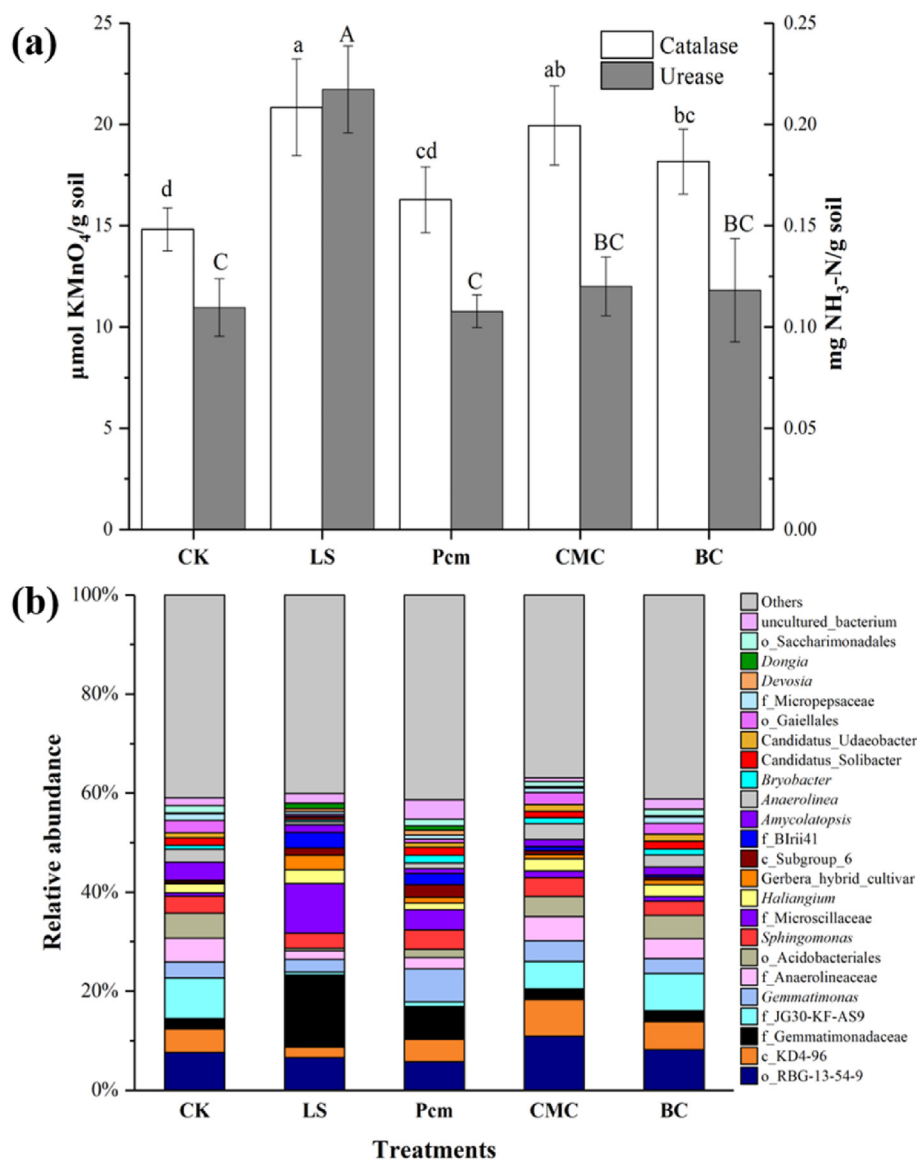 (a)
25
20
15
10
5
0
μmol KMnO4/g soil
0.25
0.20
0.15
0.10
0.05
0.00
mg NH3-N/g soil
Catalase
Urease
d
C
a
A
cd
C
ab
BC
bc
BC
CK LS Pcm CMC BC
(b)
100%
80%
60%
40%
20%
0%
Relative abundance
Others
uncultured_bacterium
o_Saccharimonadales
Dongia
Devosia
f_Micropepsaceae
o_Gaiellales
Candidatus_Udaeobacter
Candidatus_Solibacter
Bryobacter
Anaerolinea
Amycolatopsis
f_BIrii41
c_Subgroup_6
Gerbera_hybrid_cultivar
Haliangium
f_Microscillaceae
Sphingomonas
o_Acidobacteriales
f_Anaerolineaceae
Gemmatimonas
f_JG30-KF-AS9
f_Gemmatimonadaceae
c_KD4-96
o_RBG-13-54-9
CK LS Pcm CMC BC
Treatments